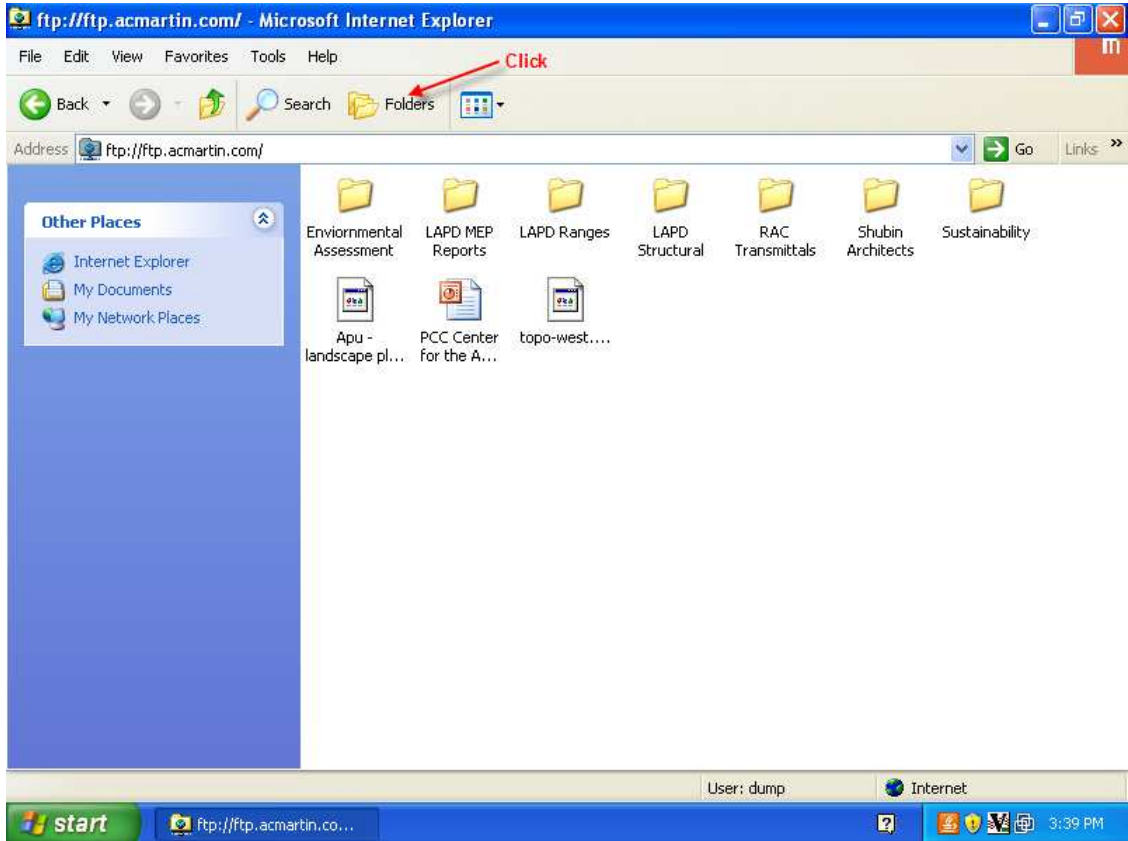 ftp://ftp.acmartin.com/ - Microsoft Internet Explorer
File Edit View Favorites Tools Help
Click
m
Back Search Folders
Address ftp://ftp.acmartin.com/ Go Links »
Other Places
Internet Explorer
My Documents
My Network Places
Enviornmental Assessment
LAPD MEP Reports
LAPD Ranges
LAPD Structural
RAC Transmittals
Shubin Architects
Sustainability
Apu - landscape pl...
PCC Center for the A...
topo-west....
User: dump Internet
start ftp://ftp.acmartin.co... 3:39 PM